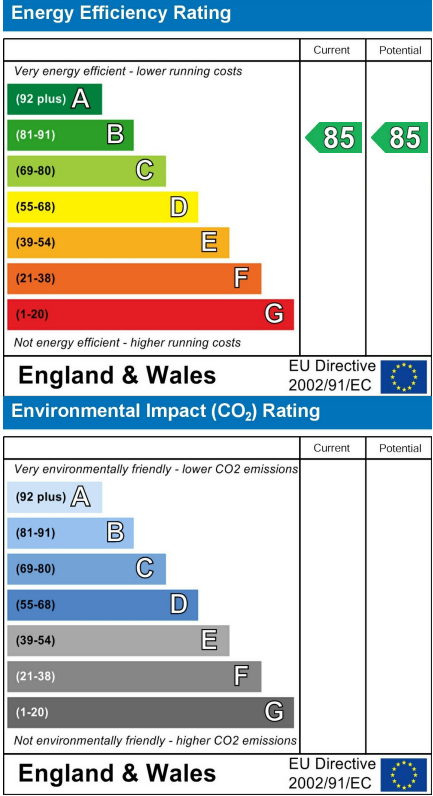 Energy Efficiency Rating
Current Potential
Very energy efficient - lower running costs
(92 plus) A
(81-91) B 85 85
(69-80) C
(55-68) D
(39-54) E
(21-38) F
(1-20) G
Not energy efficient - higher running costs
England & Wales
EU Directive
2002/91/EC
Environmental Impact (CO₂) Rating
Current Potential
Very environmentally friendly - lower CO2 emissions
(92 plus) A
(81-91) B
(69-80) C
(55-68) D
(39-54) E
(21-38) F
(1-20) G
Not environmentally friendly - higher CO2 emissions
England & Wales
EU Directive
2002/91/EC